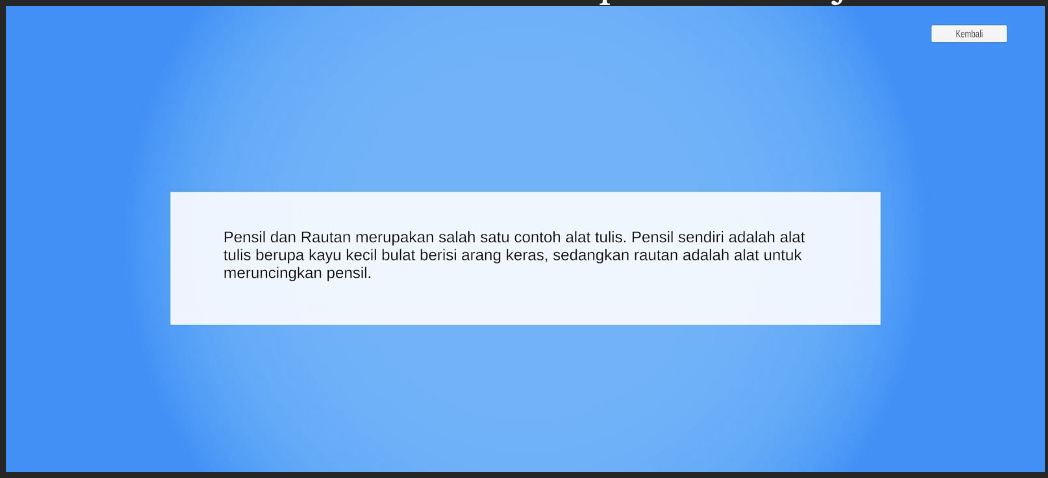 Kembali
Pensil dan Rautan merupakan salah satu contoh alat tulis. Pensil sendiri adalah alat
tulis berupa kayu kecil bulat berisi arang keras, sedangkan rautan adalah alat untuk
meruncingkan pensil.